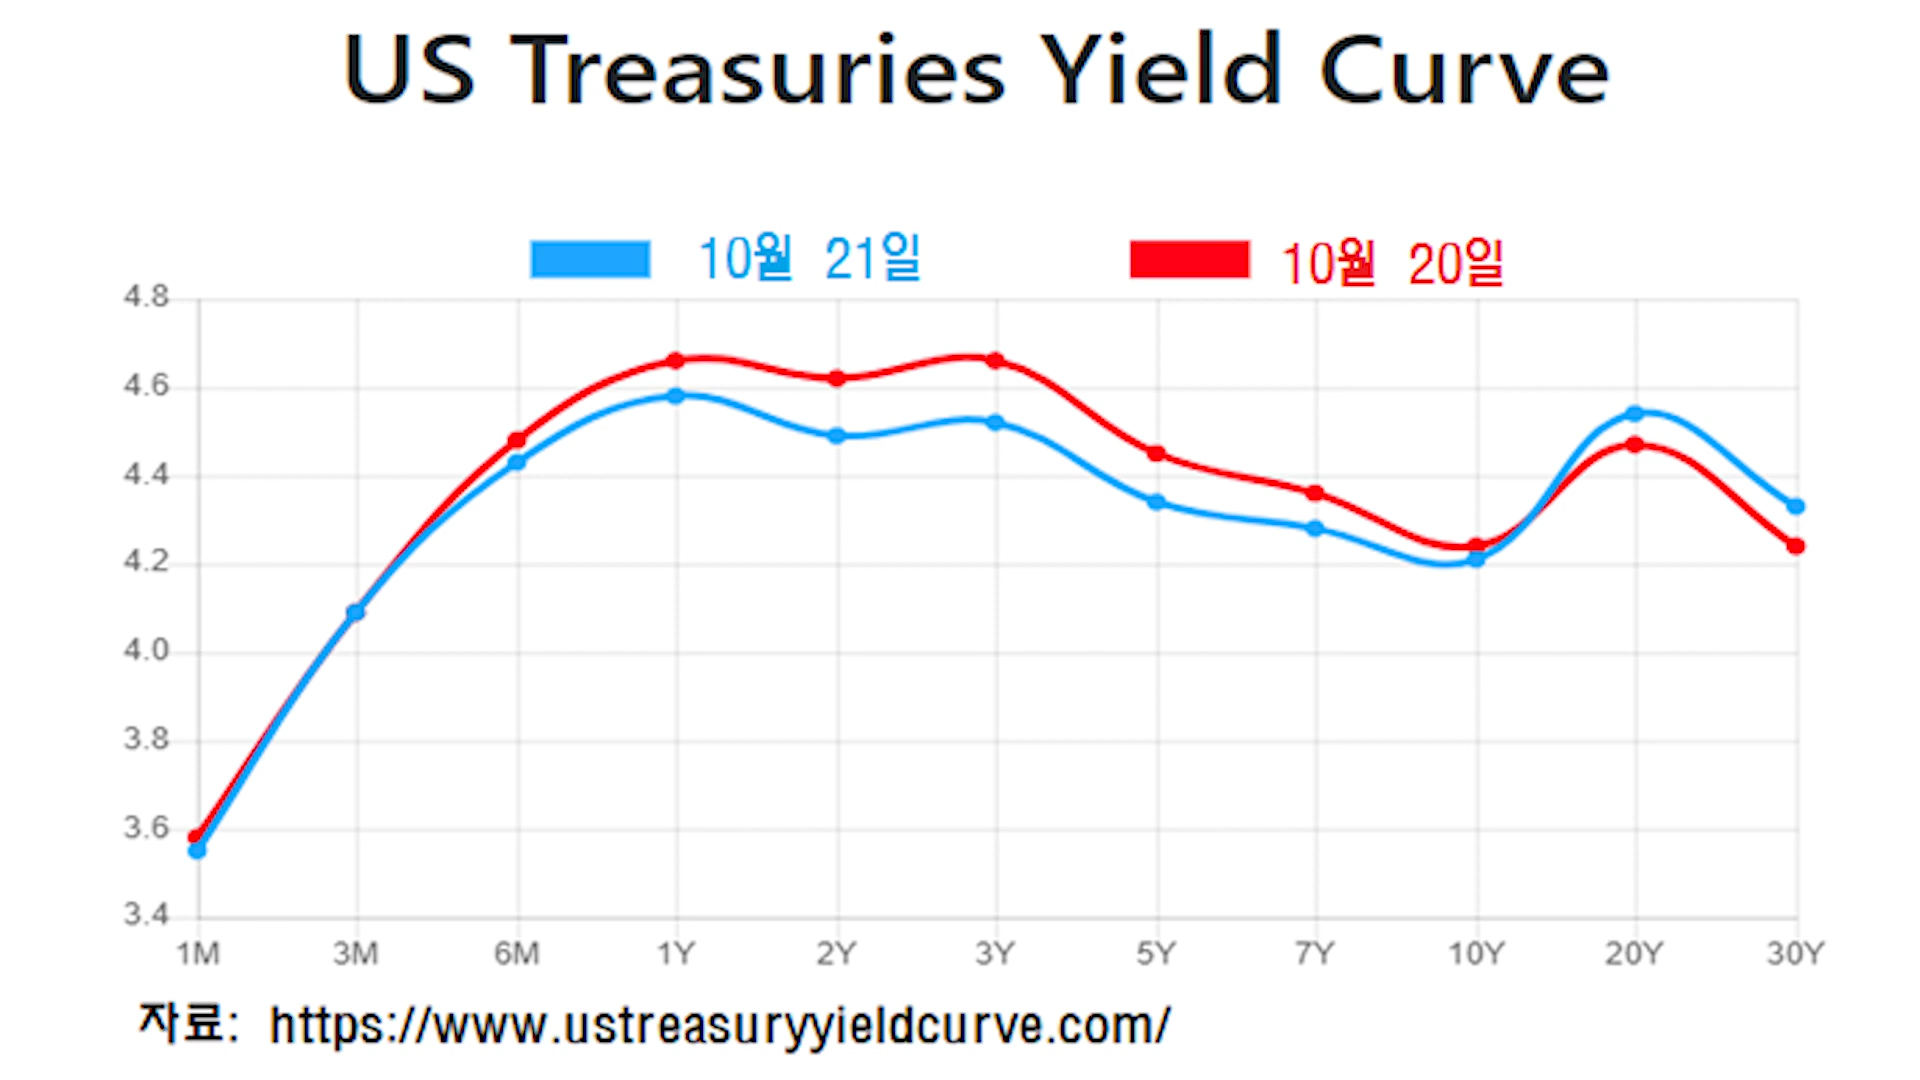 US Treasuries Yield Curve
10월 21일 10월 20일
4.8
4.6
4.4
4.2
4.0
3.8
3.6
3.4
1M 3M 6M 1Y 2Y 3Y 5Y 7Y 10Y 20Y 30Y
자료: https://www.ustreasuryyieldcurve.com/